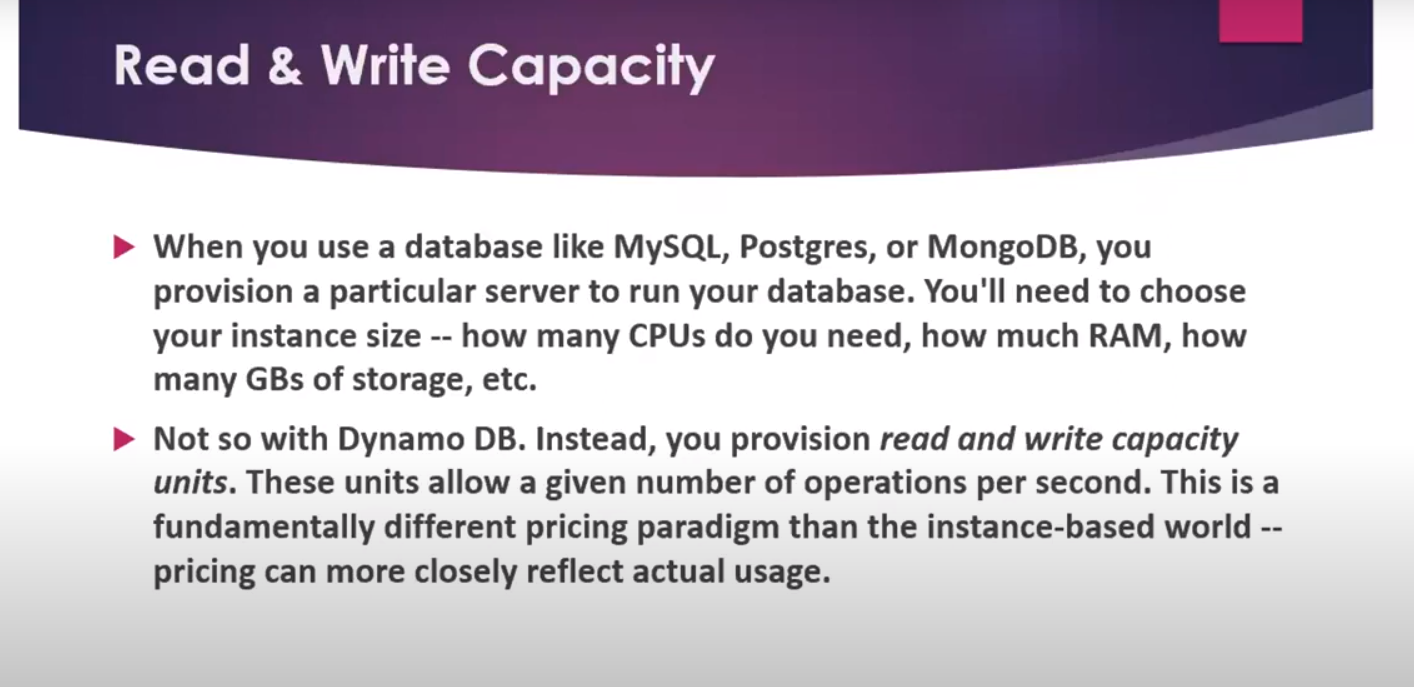 Read & Write Capacity
When you use a database like MySQL, Postgres, or MongoDB, you
provision a particular server to run your database. You'll need to choose
your instance size -- how many CPUs do you need, how much RAM, how
many GBs of storage, etc.
Not so with Dynamo DB. Instead, you provision read and write capacity
units. These units allow a given number of operations per second. This is a
fundamentally different pricing paradigm than the instance-based world --
pricing can more closely reflect actual usage.